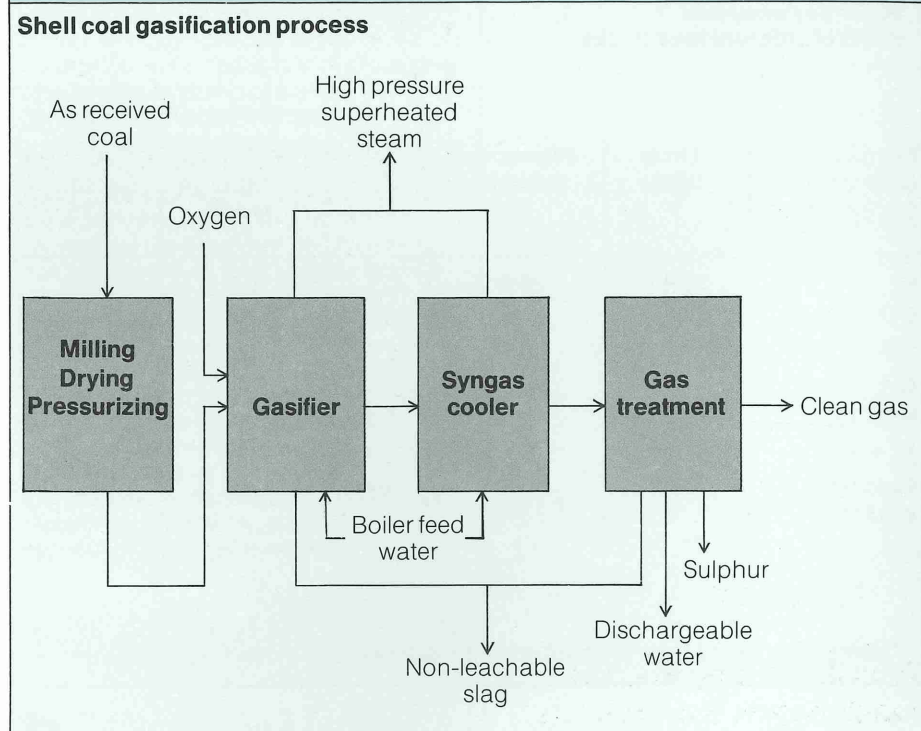 Shell coal gasification process
High pressure
superheated
steam
As received
coal
Oxygen
Milling
Drying
Pressurizing
Gasifier
Syngas
cooler
Gas
treatment
Clean gas
Boiler feed
water
Sulphur
Dischargeable
water
Non-leachable
slag